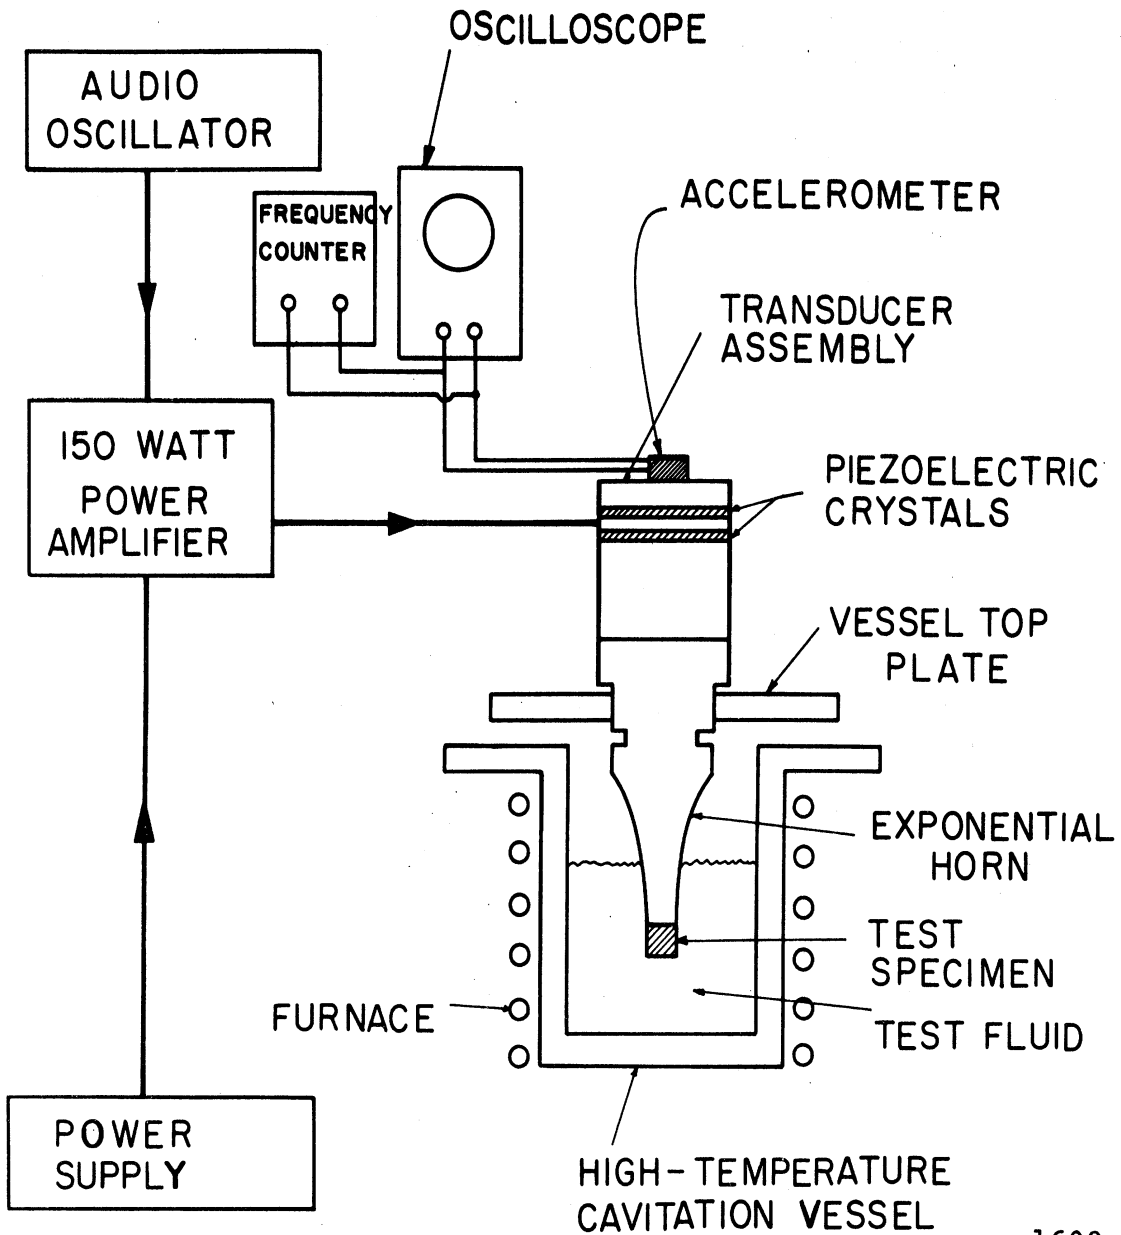 OSCILLOSCOPE
AUDIO
OSCILLATOR
FREQUENCY
COUNTER
ACCELEROMETER
TRANSDUCER
ASSEMBLY
150 WATT
POWER
AMPLIFIER
PIEZOELECTRIC
CRYSTALS
VESSEL TOP
PLATE
EXPONENTIAL
HORN
TEST
SPECIMEN
FURNACE
TEST FLUID
POWER
SUPPLY
HIGH-TEMPERATURE
CAVITATION VESSEL